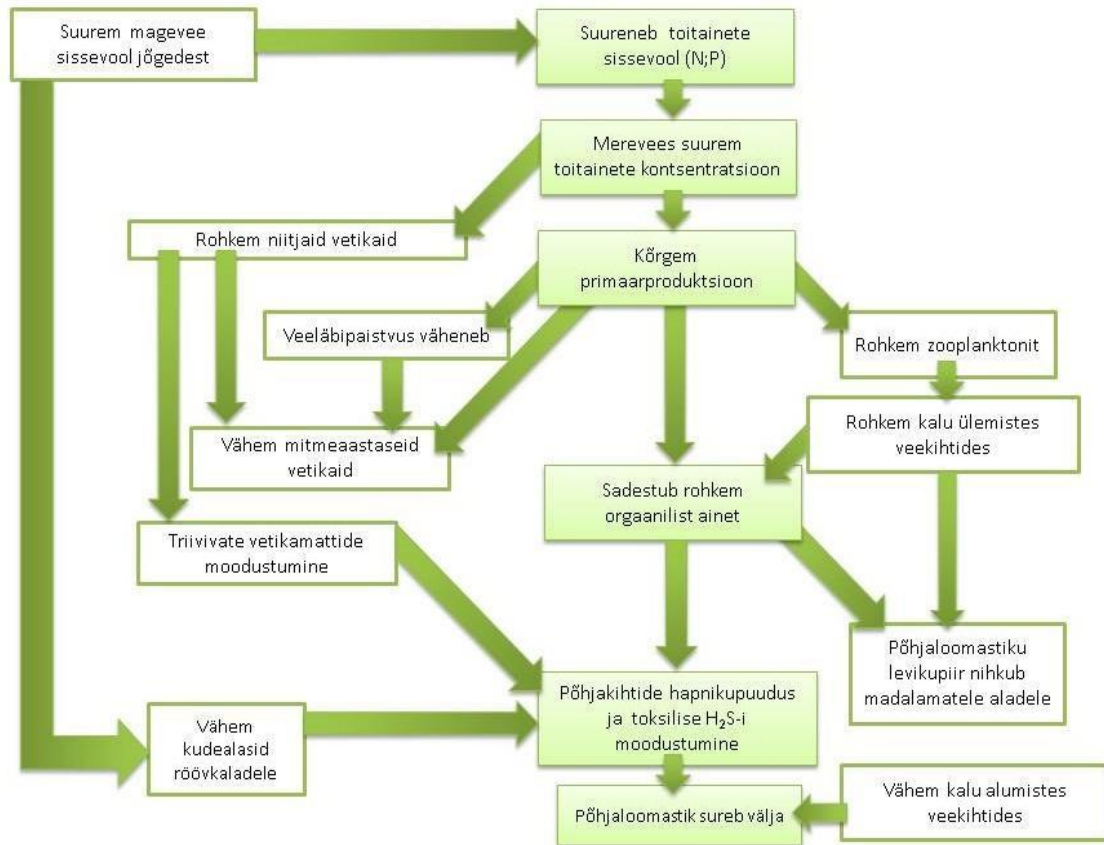 Suurem magevee
sissevool jõgedest
Suureneb toitainete
sissevool (N;P)
Merevees suurem
toitainete kontsentratsioon
Rohkem niitjaid vetikaid
Kõrgem
primaarproduktsioon
Veeläbipaistvus väheneb
Rohkem zooplanktonit
Rohkem kalu ülemistes
veekihtides
Vähem mitmeaastaseid
vetikaid
Sadestub rohkem
orgaanilist ainet
Triivivate vetikamattide
moodustumine
Põhjaloomastiku
levikupiir nihkub
madalamatele aladele
Põhjakihtide hapnikupuudus
ja toksilise H₂S-i
moodustumine
Vähem
kudealasid
röövkaladele
Vähem kalu alumistes
veekihtides
Põhjaloomastik sureb välja